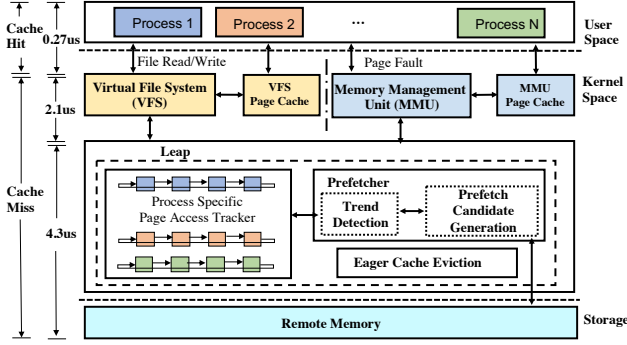 Cache
Hit
0.27us
Process 1
Process 2
...
Process N
User
Space
File Read/Write
Page Fault
2.1us
Virtual File System
(VFS)
VFS
Page Cache
Memory Management
Unit (MMU)
MMU
Page Cache
Kernel
Space
Cache
Miss
4.3us
Leap
Process Specific
Page Access Tracker
Prefetcher
Trend
Detection
Prefetch
Candidate
Generation
Eager Cache Eviction
Remote Memory
Storage